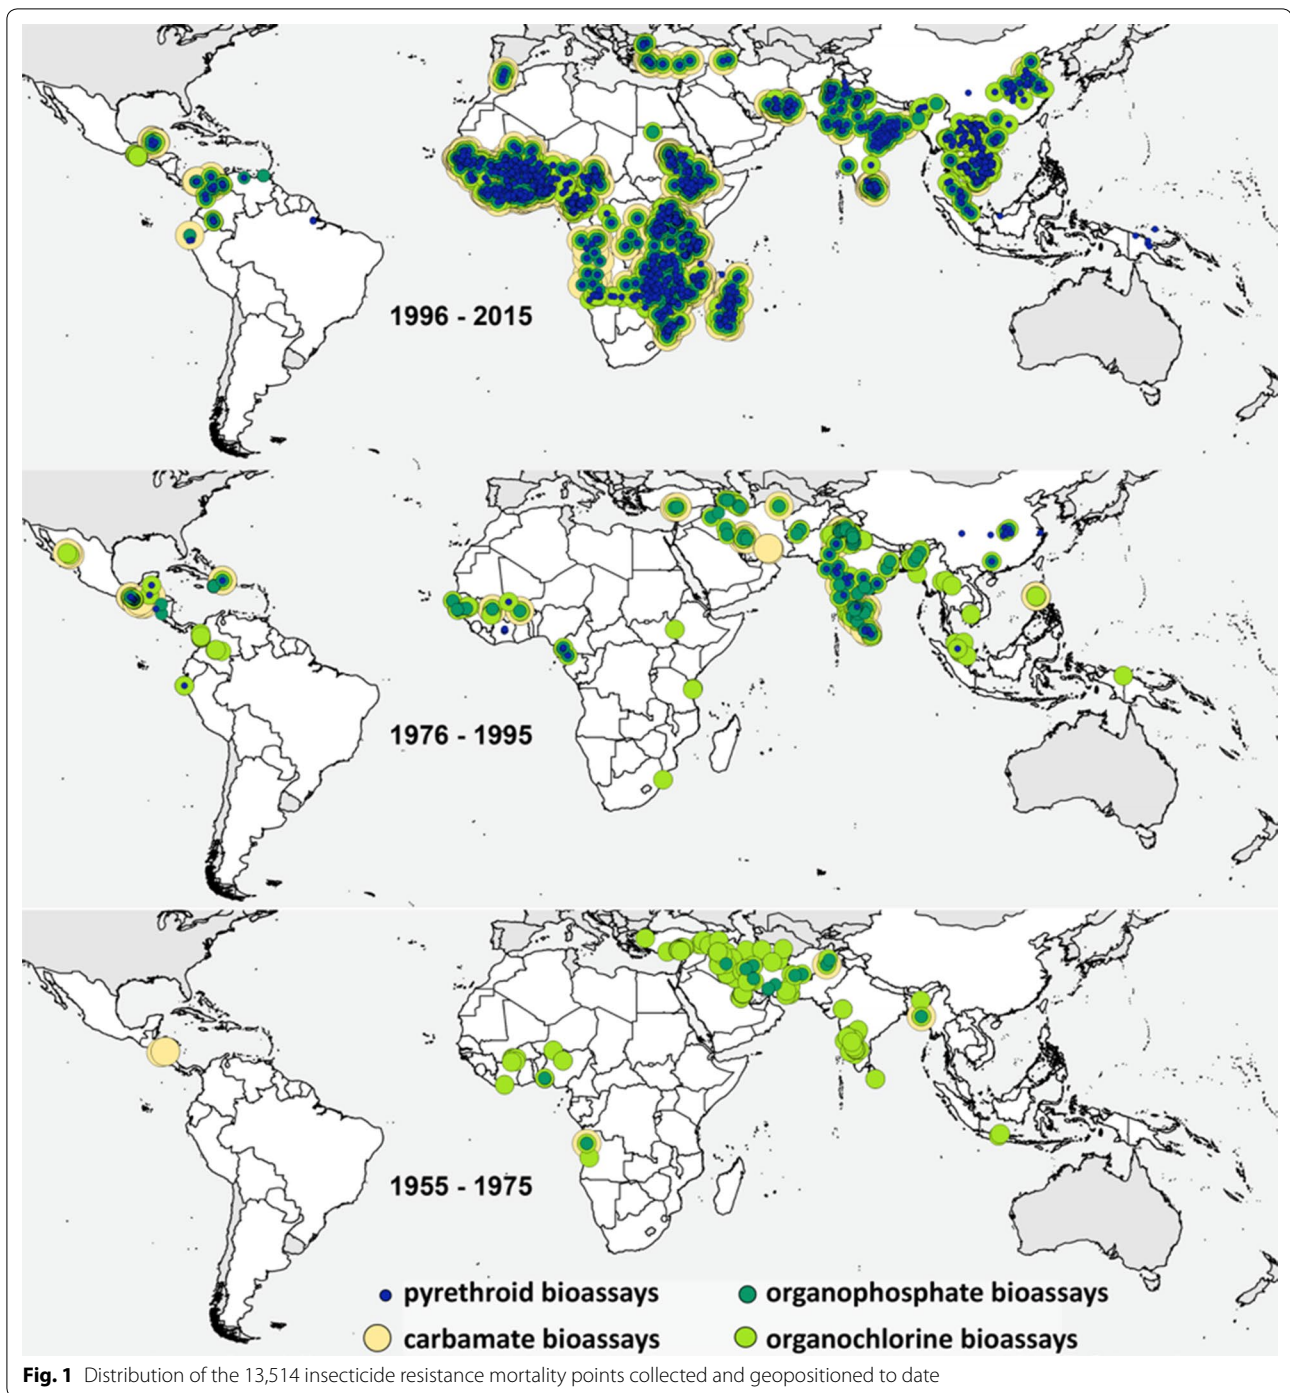 1996 - 2015
1976 - 1995
1955 - 1975
pyrethroid bioassays
organophosphate bioassays
carbamate bioassays
organochlorine bioassays
Fig. 1 Distribution of the 13,514 insecticide resistance mortality points collected and geopositioned to date